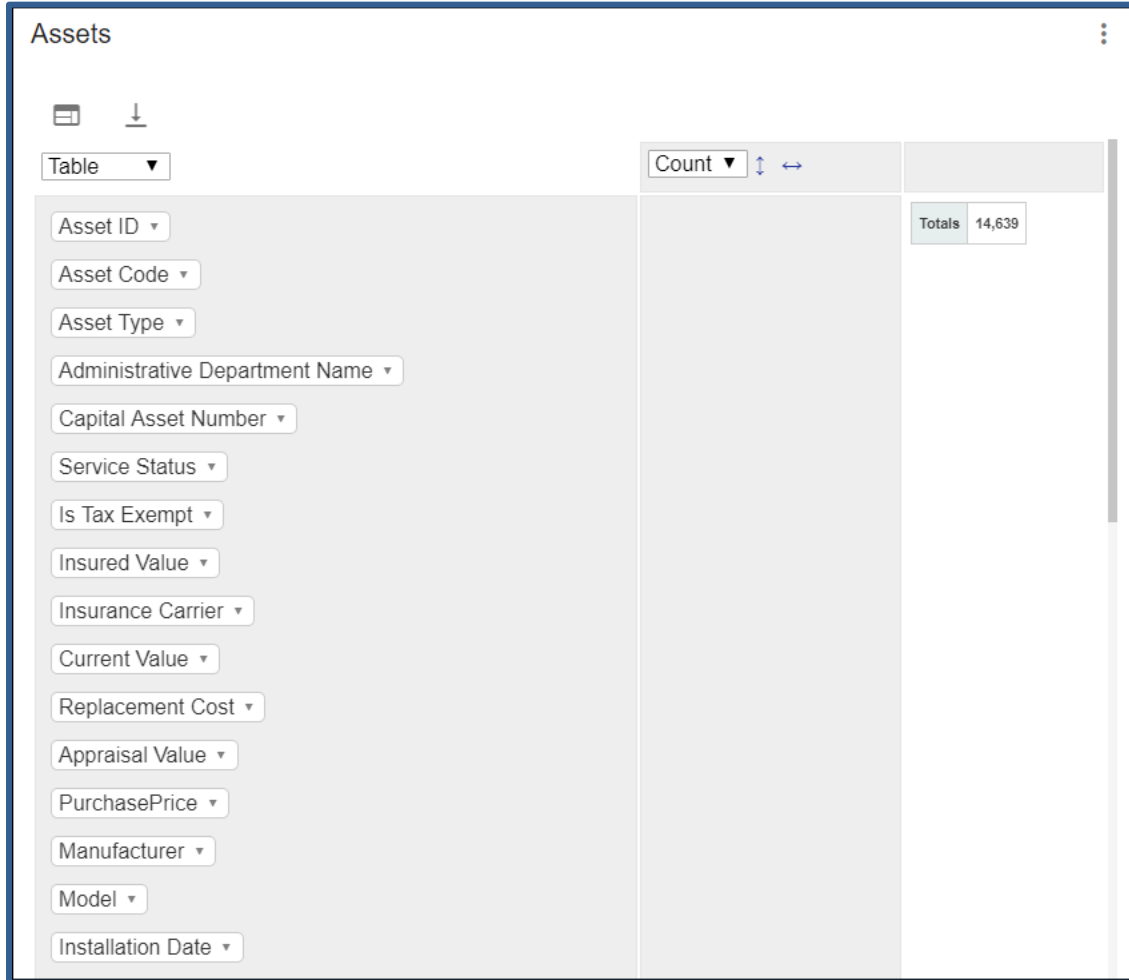 Assets
Table
Count
Asset ID
Totals 14,639
Asset Code
Asset Type
Administrative Department Name
Capital Asset Number
Service Status
Is Tax Exempt
Insured Value
Insurance Carrier
Current Value
Replacement Cost
Appraisal Value
PurchasePrice
Manufacturer
Model
Installation Date